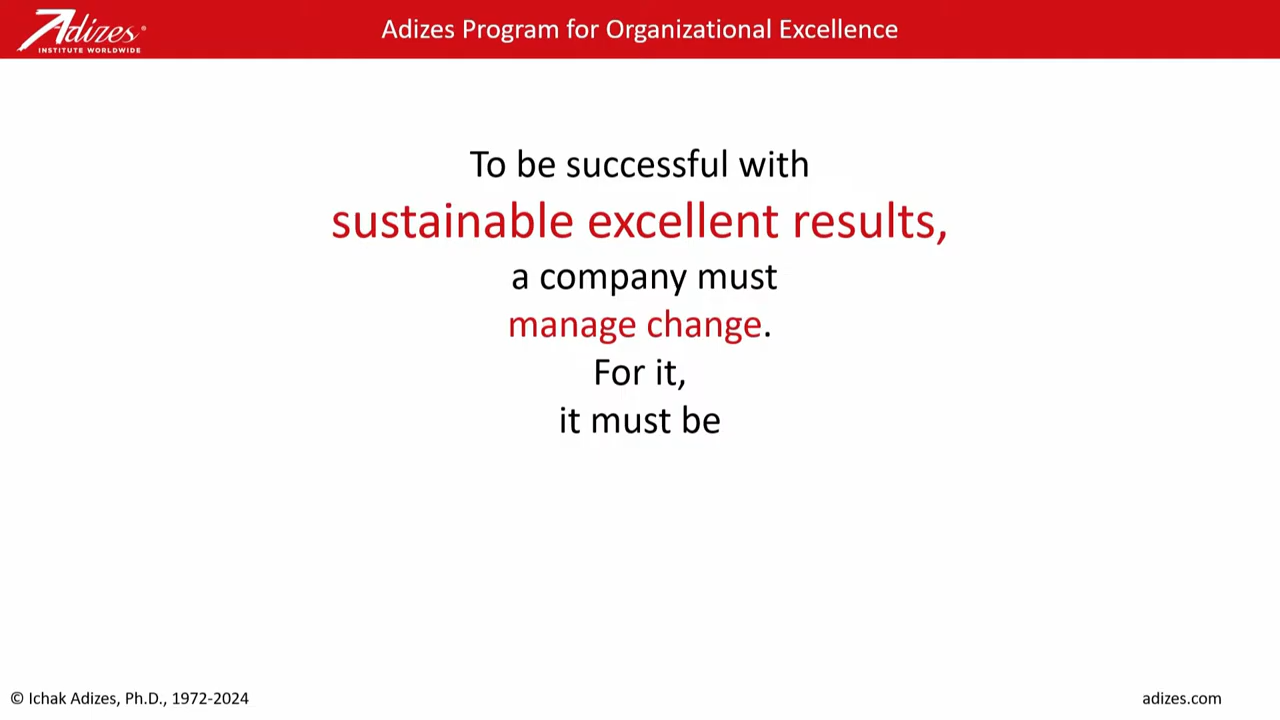 Adizes®
INSTITUTE WORLDWIDE
Adizes Program for Organizational Excellence
To be successful with
sustainable excellent results,
a company must
manage change.
For it,
it must be
© Ichak Adizes, Ph.D., 1972-2024
adizes.com